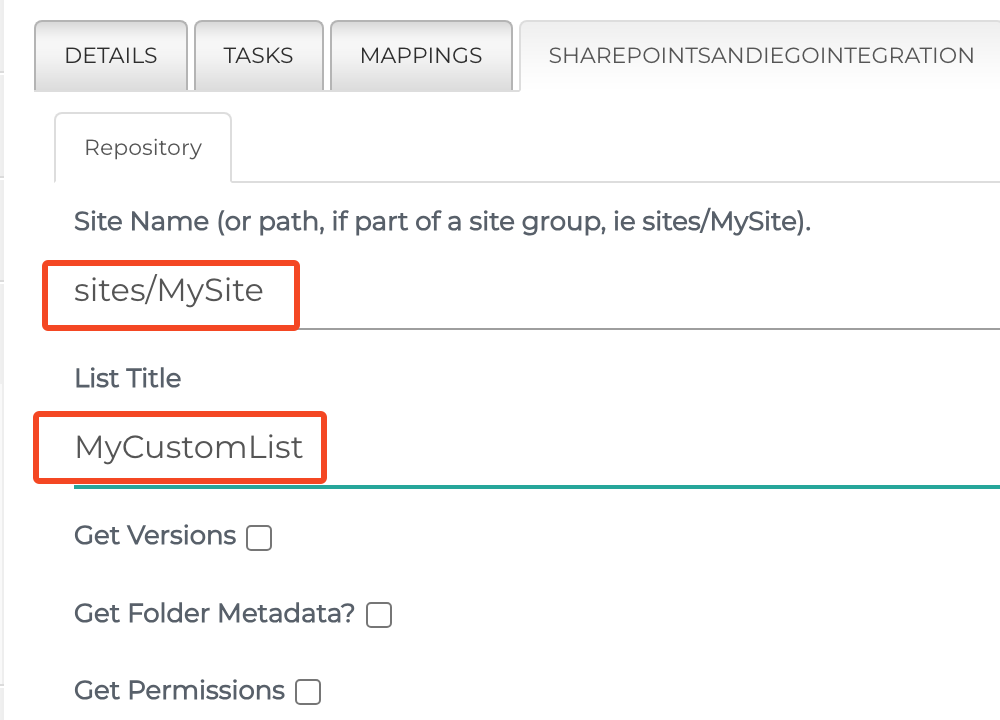 DETAILS TASKS MAPPINGS SHAREPOINTSANDIEGOINTEGRATION
Repository
Site Name (or path, if part of a site group, ie sites/MySite).
sites/MySite
List Title
MyCustomList
Get Versions
Get Folder Metadata?
Get Permissions